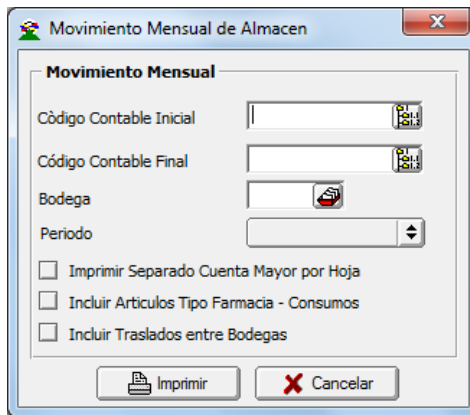 Movimiento Mensual de Almacen
Movimiento Mensual
Còdigo Contable Inicial
Código Contable Final
Bodega
Periodo
Imprimir Separado Cuenta Mayor por Hoja
Incluir Articulos Tipo Farmacia - Consumos
Incluir Traslados entre Bodegas
Imprimir Cancelar